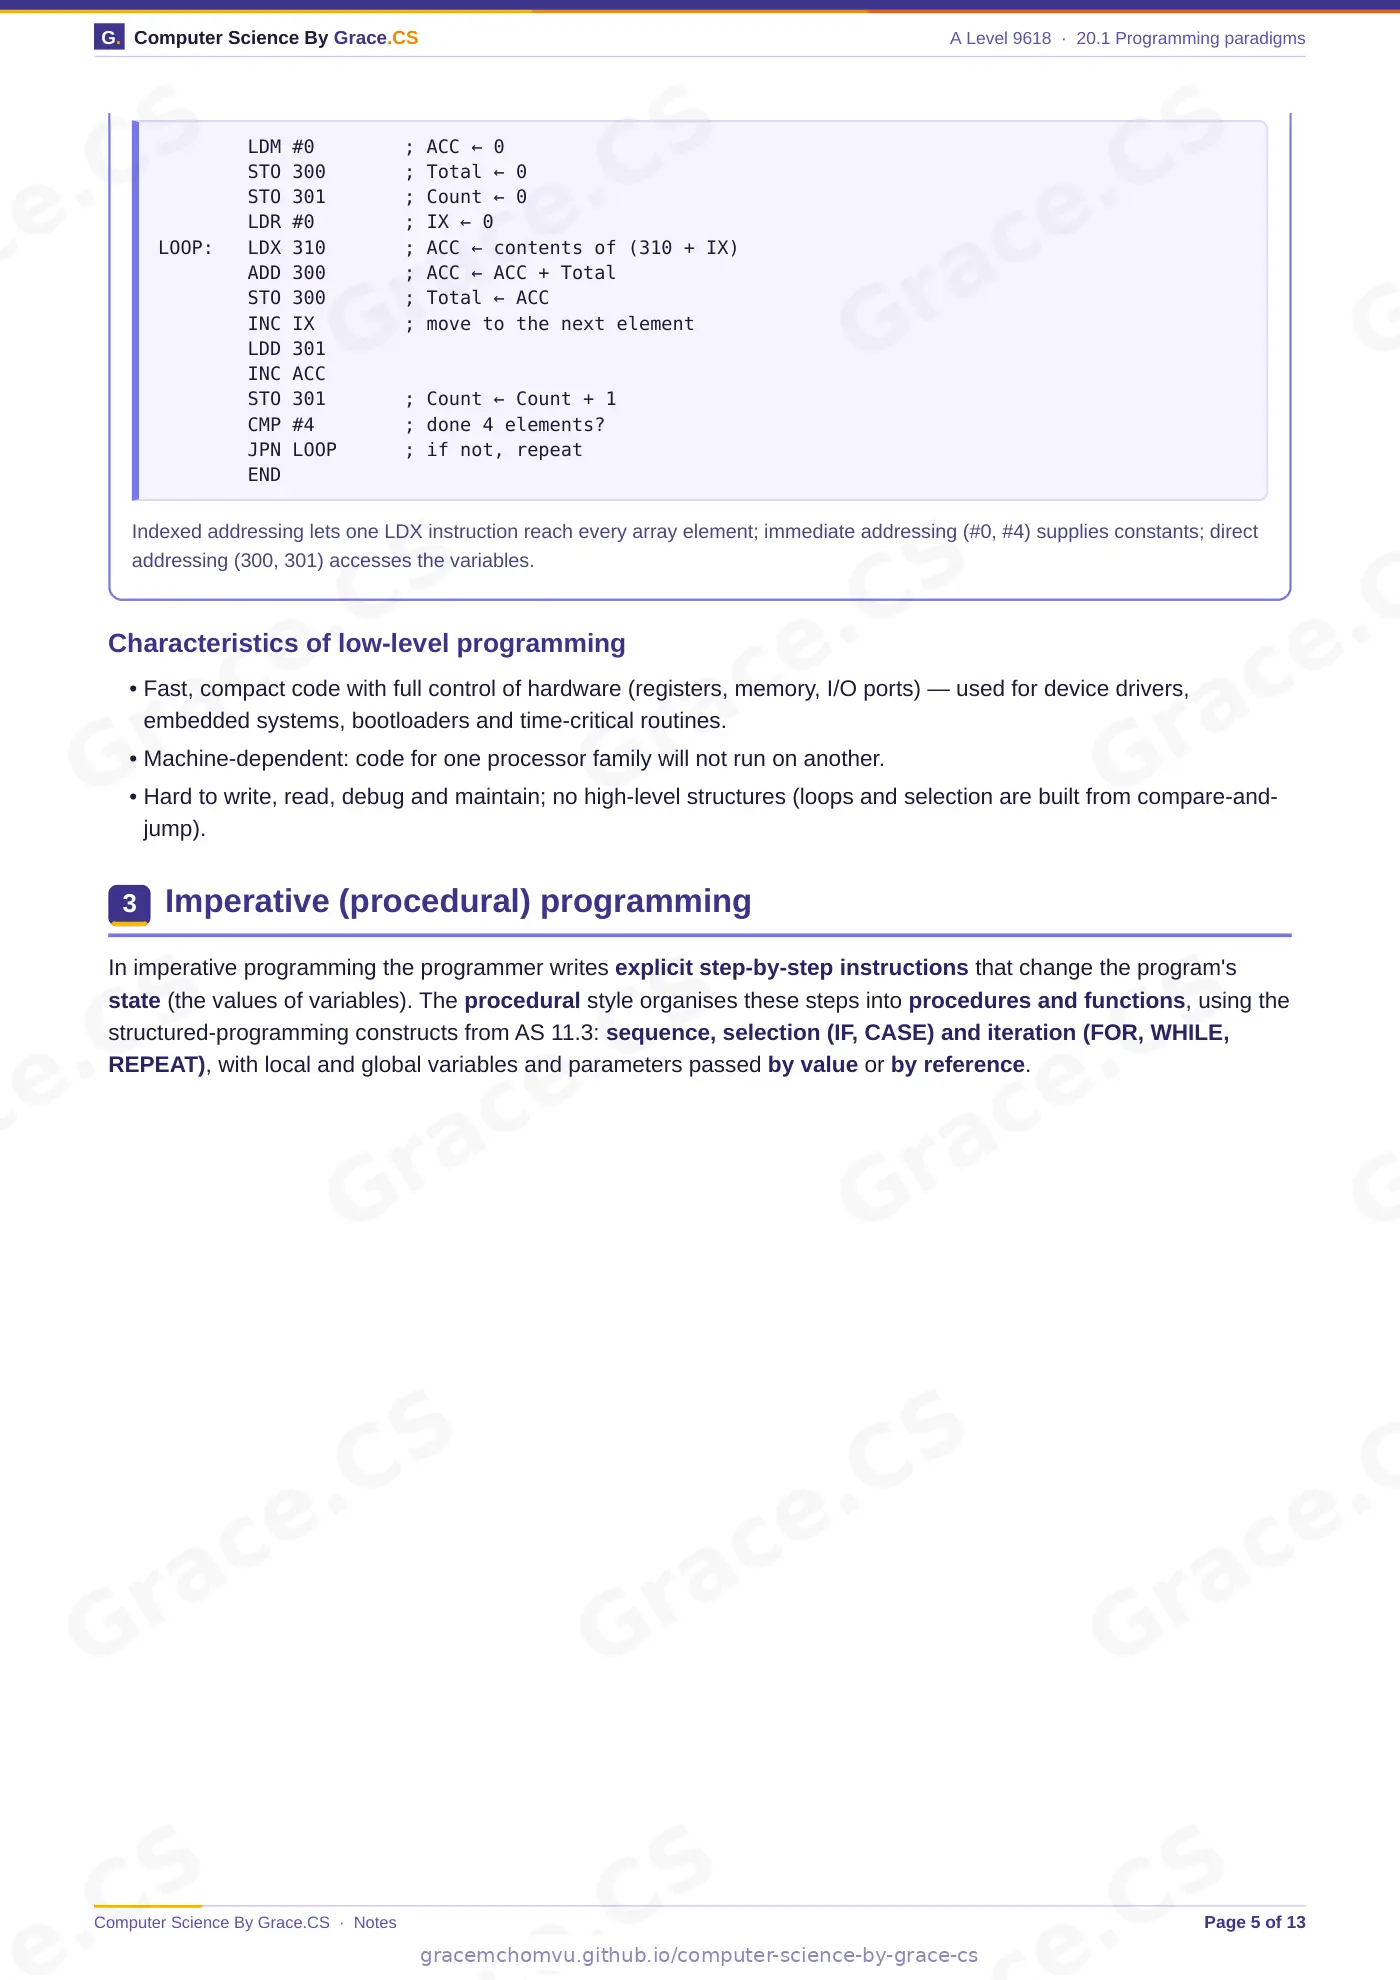 G. Computer Science By Grace.CS
A Level 9618 · 20.1 Programming paradigms
LDM #0 ; ACC ← 0
STO 300 ; Total ← 0
STO 301 ; Count ← 0
LDR #0 ; IX ← 0
LOOP: LDX 310 ; ACC ← contents of (310 + IX)
ADD 300 ; ACC ← ACC + Total
STO 300 ; Total ← ACC
INC IX ; move to the next element
LDD 301
INC ACC
STO 301 ; Count ← Count + 1
CMP #4 ; done 4 elements?
JPN LOOP ; if not, repeat
END
Indexed addressing lets one LDX instruction reach every array element; immediate addressing (#0, #4) supplies constants; direct
addressing (300, 301) accesses the variables.
Characteristics of low-level programming
• Fast, compact code with full control of hardware (registers, memory, I/O ports) — used for device drivers,
embedded systems, bootloaders and time-critical routines.
• Machine-dependent: code for one processor family will not run on another.
• Hard to write, read, debug and maintain; no high-level structures (loops and selection are built from compare-and-
jump).
3 Imperative (procedural) programming
In imperative programming the programmer writes explicit step-by-step instructions that change the program's
state (the values of variables). The procedural style organises these steps into procedures and functions, using the
structured-programming constructs from AS 11.3: sequence, selection (IF, CASE) and iteration (FOR, WHILE,
REPEAT), with local and global variables and parameters passed by value or by reference.
Computer Science By Grace.CS · Notes
Page 5 of 13
gracemchomvu.github.io/computer-science-by-grace-cs